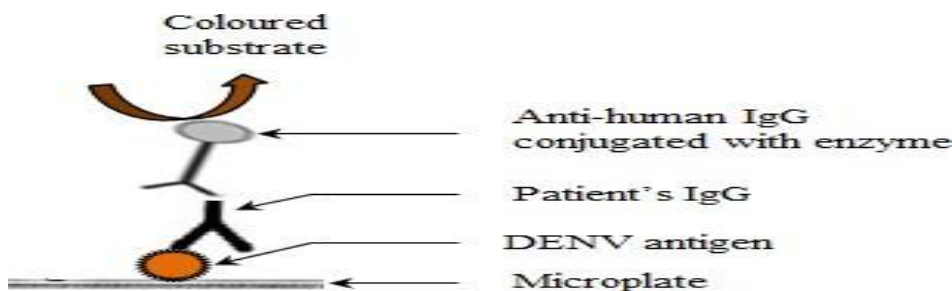 Coloured
substrate
Anti-human IgG
conjugated with enzyme
Patient's IgG
DENV antigen
Microplate